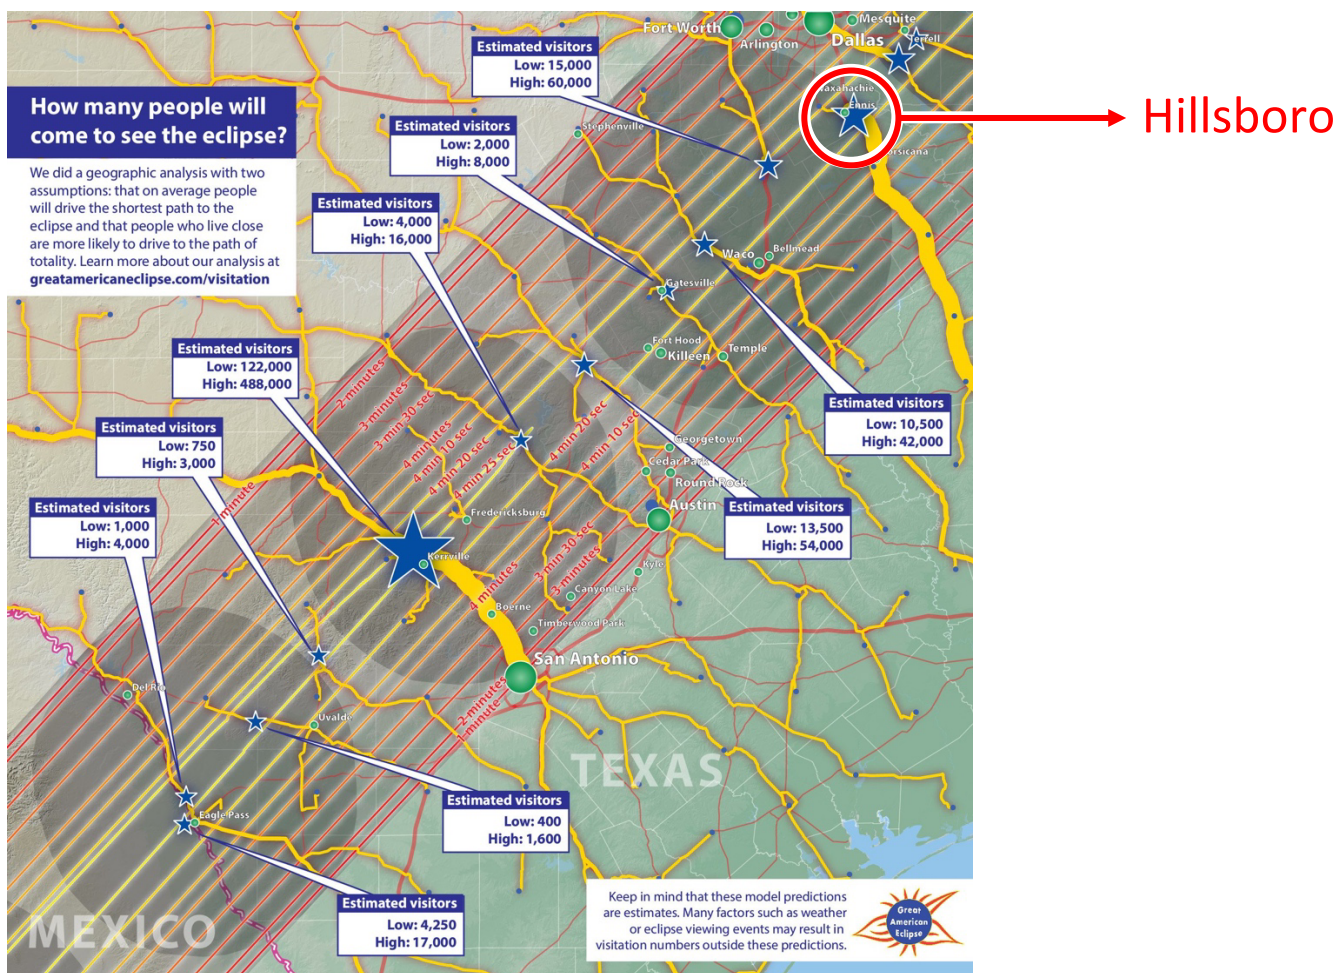 How many people will
come to see the eclipse?
We did a geographic analysis with two
assumptions: that on average people
will drive the shortest path to the
eclipse and that people who live close
are more likely to drive to the path of
totality. Learn more about our analysis at
greatamericaneclipse.com/visitation
Fort Worth
Arlington
Dallas
Mesquite
Terrell
Estimated visitors
Low: 15,000
High: 60,000
Waxahachie
Ennis
Hillsboro
Corsicana
Stephenville
Estimated visitors
Low: 2,000
High: 8,000
Estimated visitors
Low: 4,000
High: 16,000
Waco
Bellmead
Gatesville
Fort Hood
Killeen
Temple
Estimated visitors
Low: 122,000
High: 488,000
Estimated visitors
Low: 10,500
High: 42,000
Estimated visitors
Low: 750
High: 3,000
1-minute
2-minutes
3-minutes
3 min 30 sec
4 minutes
4 min 10 sec
4 min 20 sec
4 min 25 sec
4 min 20 sec
4 min 10 sec
Georgetown
Cedar Park
Round Rock
Austin
Estimated visitors
Low: 13,500
High: 54,000
Estimated visitors
Low: 1,000
High: 4,000
Fredericksburg
Kerrville
4 minutes
3 min 30 sec
3-minutes
Kyle
Canyon Lake
Boerne
Timberwood Park
San Antonio
2-minutes
1-minute
Del Rio
Uvalde
TEXAS
Eagle Pass
Estimated visitors
Low: 400
High: 1,600
Estimated visitors
Low: 4,250
High: 17,000
MEXICO
Keep in mind that these model predictions
are estimates. Many factors such as weather
or eclipse viewing events may result in
visitation numbers outside these predictions.
Great
American
Eclipse